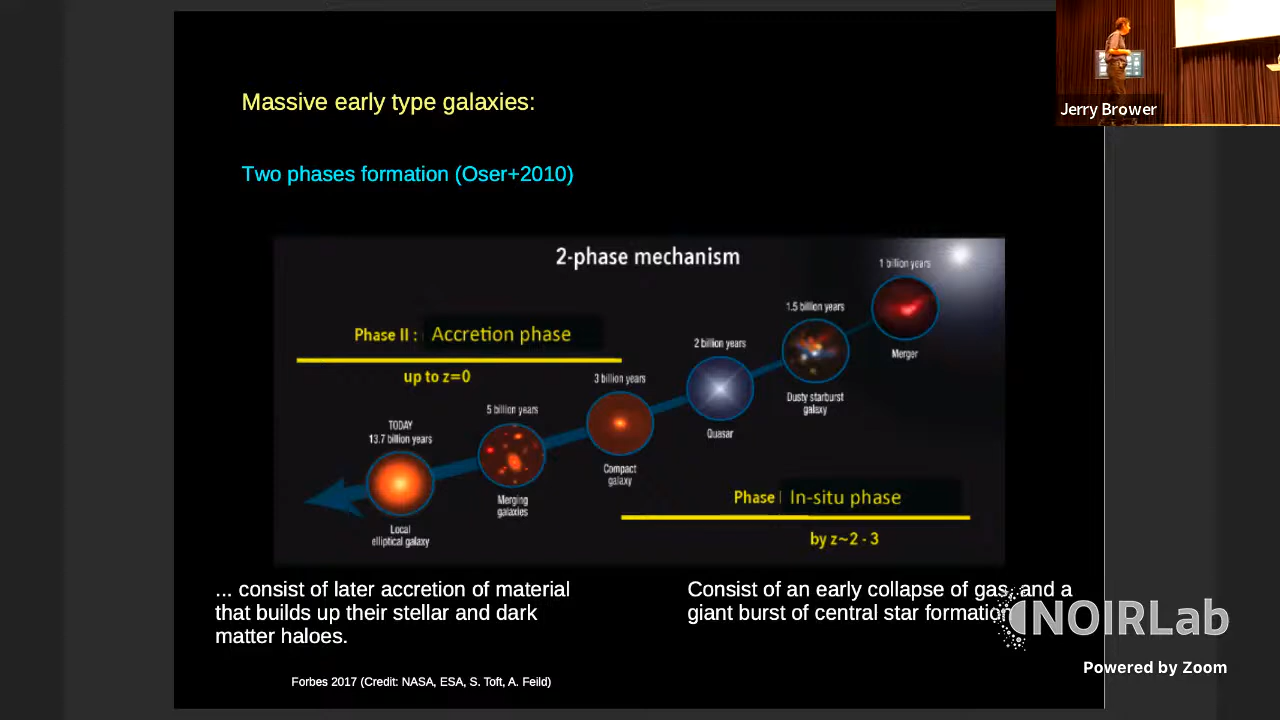 Massive early type galaxies:
Jerry Brower
Two phases formation (Oser+2010)
2-phase mechanism
1 billion years
Merger
1.5 billion years
Dusty starburst
galaxy
2 billion years
Quasar
Phase II : Accretion phase
up to z=0
3 billion years
Compact
galaxy
5 billion years
Merging
galaxies
TODAY
13.7 billion years
Local
elliptical galaxy
Phase I In-situ phase
by z~2 - 3
... consist of later accretion of material
that builds up their stellar and dark
matter haloes.
Consist of an early collapse of gas, and a
giant burst of central star formation
NOIRLab
Powered by Zoom
Forbes 2017 (Credit: NASA, ESA, S. Toft, A. Feild)